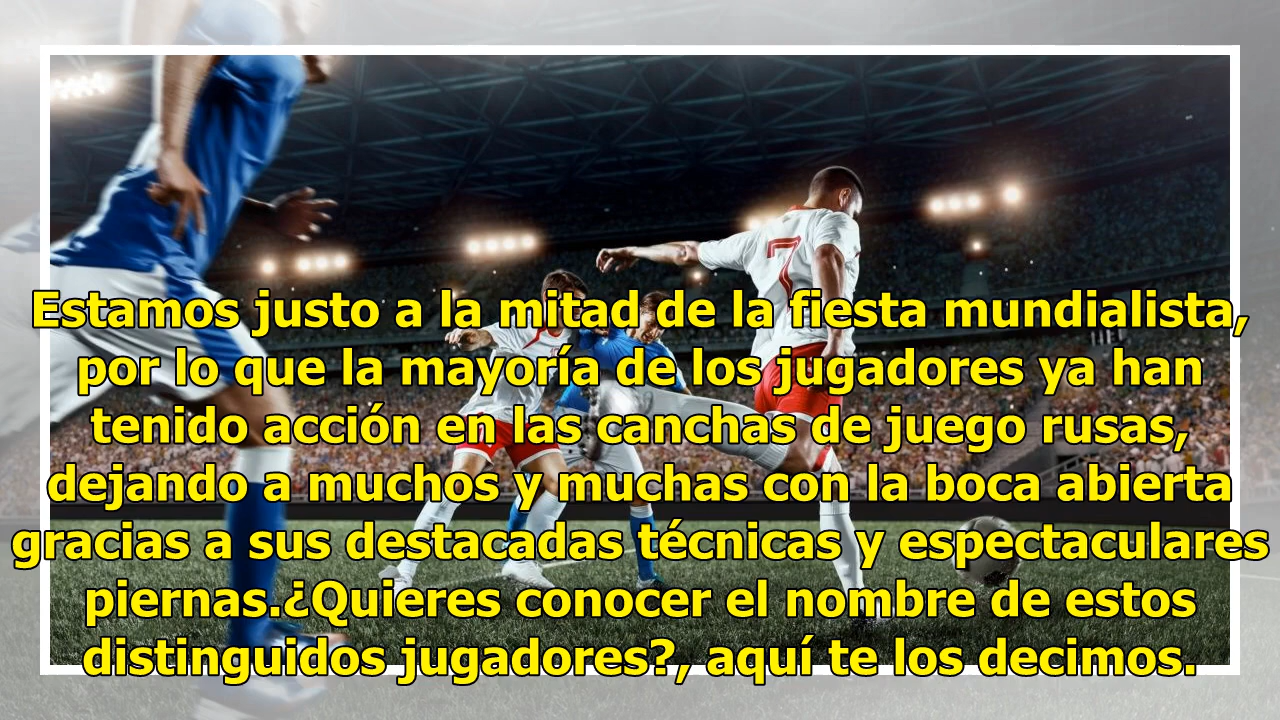 7
Estamos justo a la mitad de la fiesta mundialista,
por lo que la mayoría de los jugadores ya han
tenido acción en las canchas de juego rusas,
dejando a muchos y muchas con la boca abierta
gracias a sus destacadas técnicas y espectaculares
piernas.¿Quieres conocer el nombre de estos
distinguidos jugadores?, aquí te los decimos.